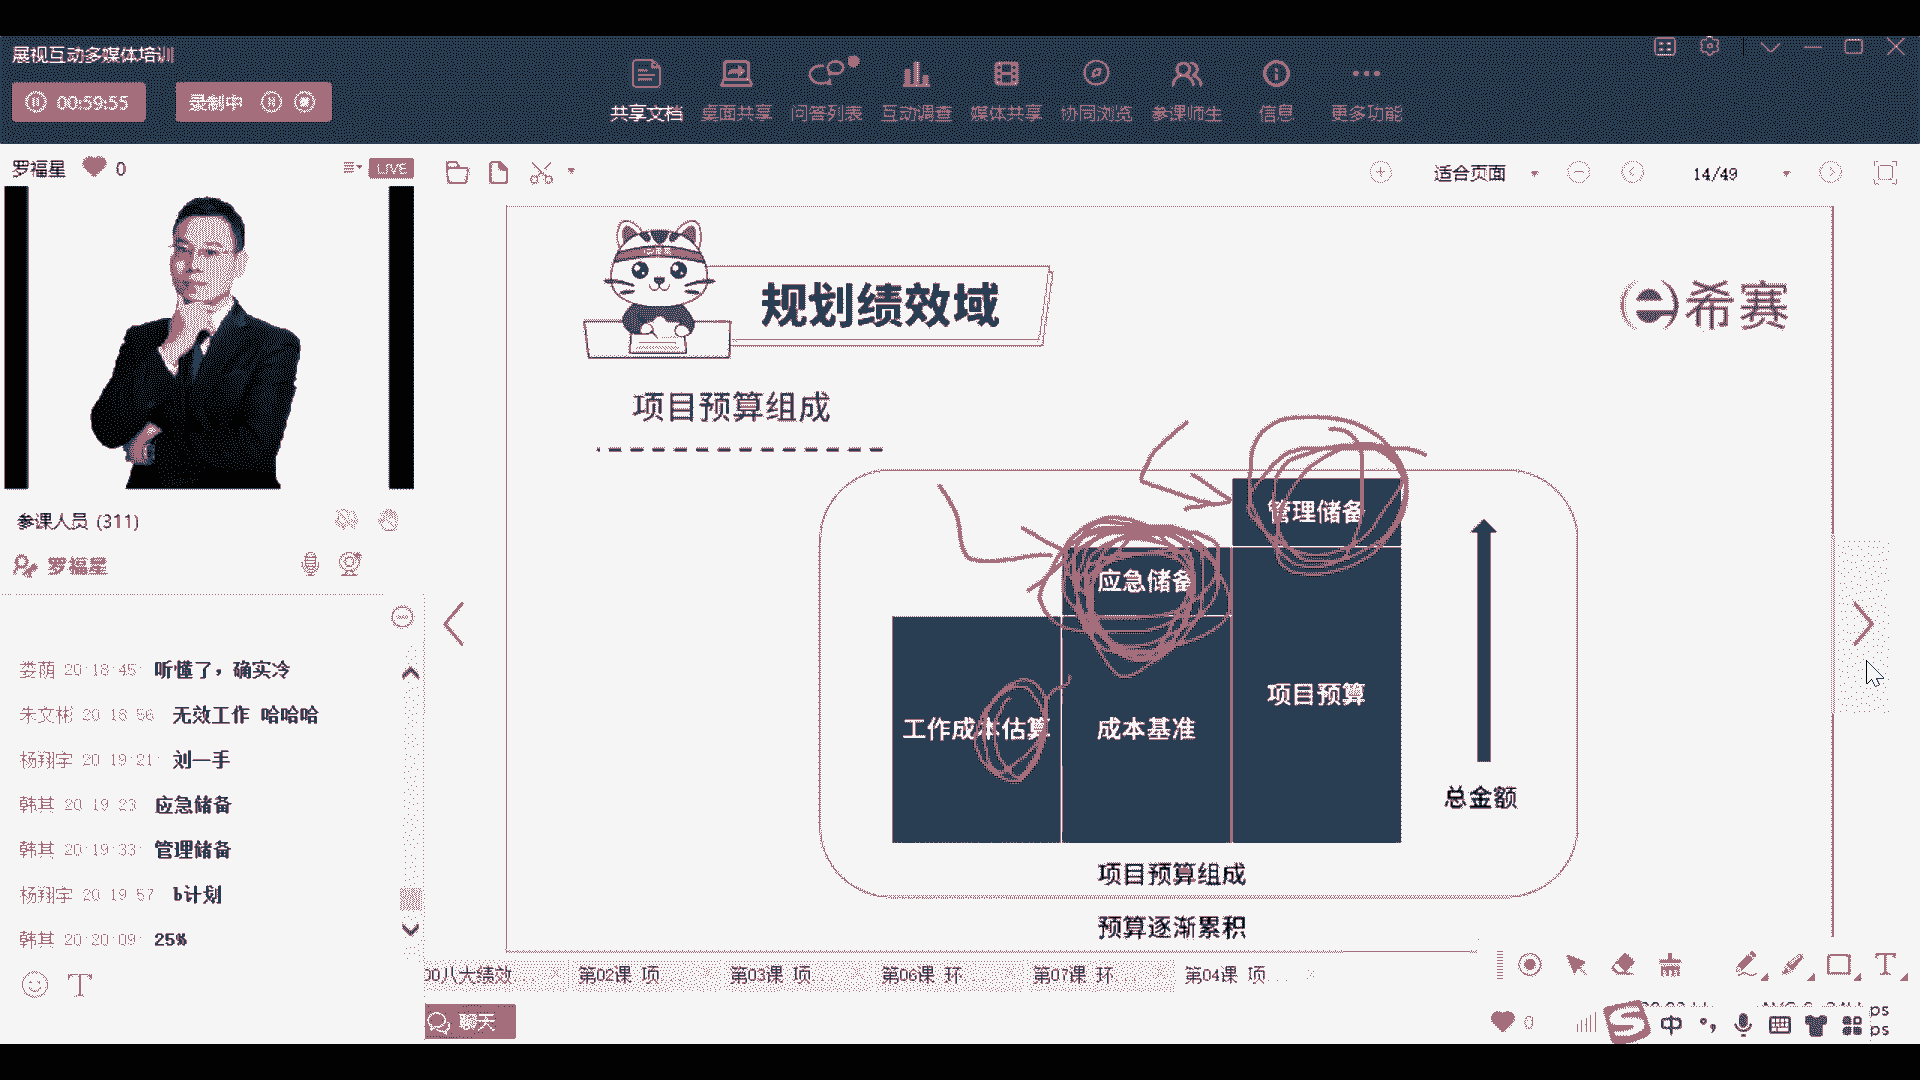 展视互动多媒体培训
00:59:55
录制中
共享文档 桌面共享 问答列表 互动调查 媒体共享 协同浏览 参课师生 信息 更多功能
罗福星 0
LIVE
适合页面
14/49
规划绩效域
希赛
项目预算组成
管理储备
应急储备
工作成本估算
成本基准
项目预算
总金额
项目预算组成
预算逐渐累积
参课人员 (311)
罗福星
娄荫 20:18:45 听懂了，确实冷
朱文彬 20:18:56 无效工作 哈哈哈
杨翔宇 20:19:21 刘一手
韩其 20:19:23 应急储备
韩其 20:19:33 管理储备
杨翔宇 20:19:57 b计划
韩其 20:20:09 25%
00八大绩效 第02课 项 第03课 项 第06课 环 第07课 环 第04课 项
聊天
0
中
ps
ps